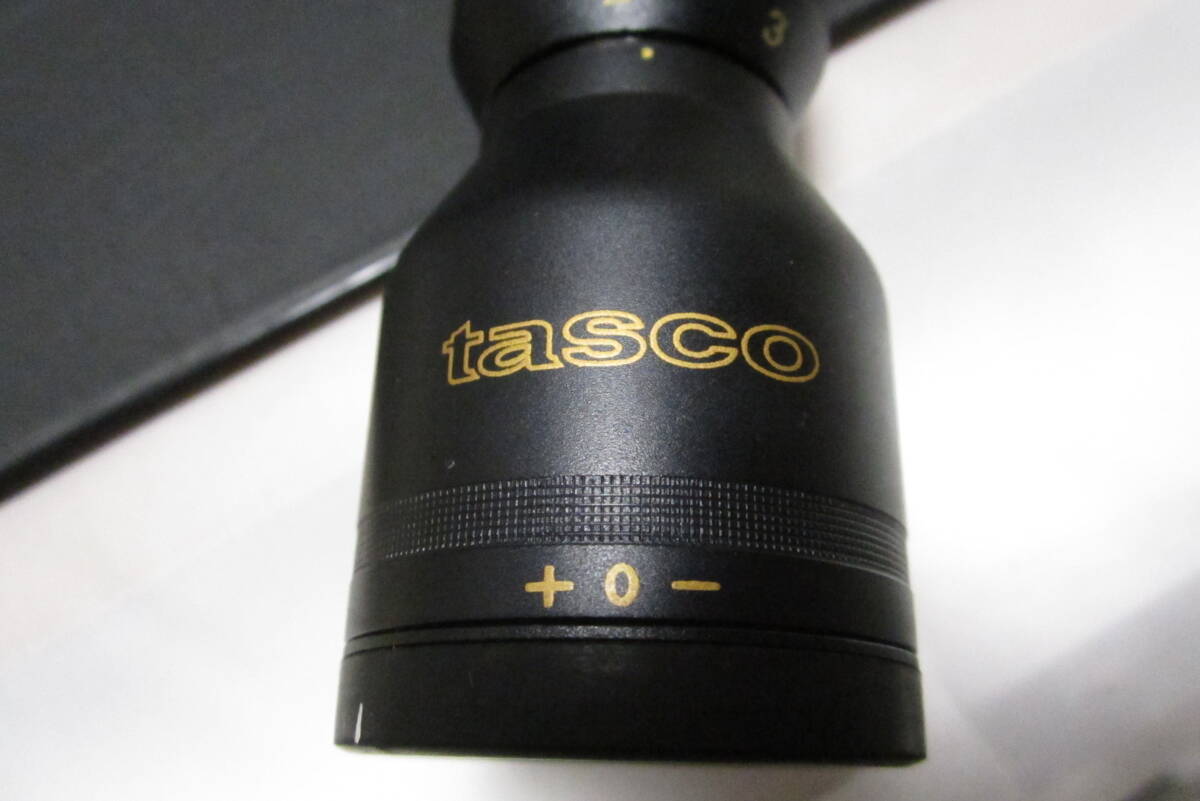 3
tasco
+ 0 −